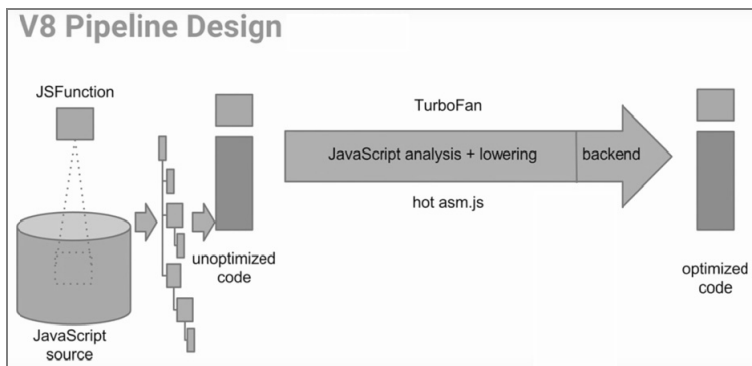 V8 Pipeline Design
JSFunction
TurboFan
JavaScript analysis + lowering
backend
hot asm.js
unoptimized
code
optimized
code
JavaScript
source